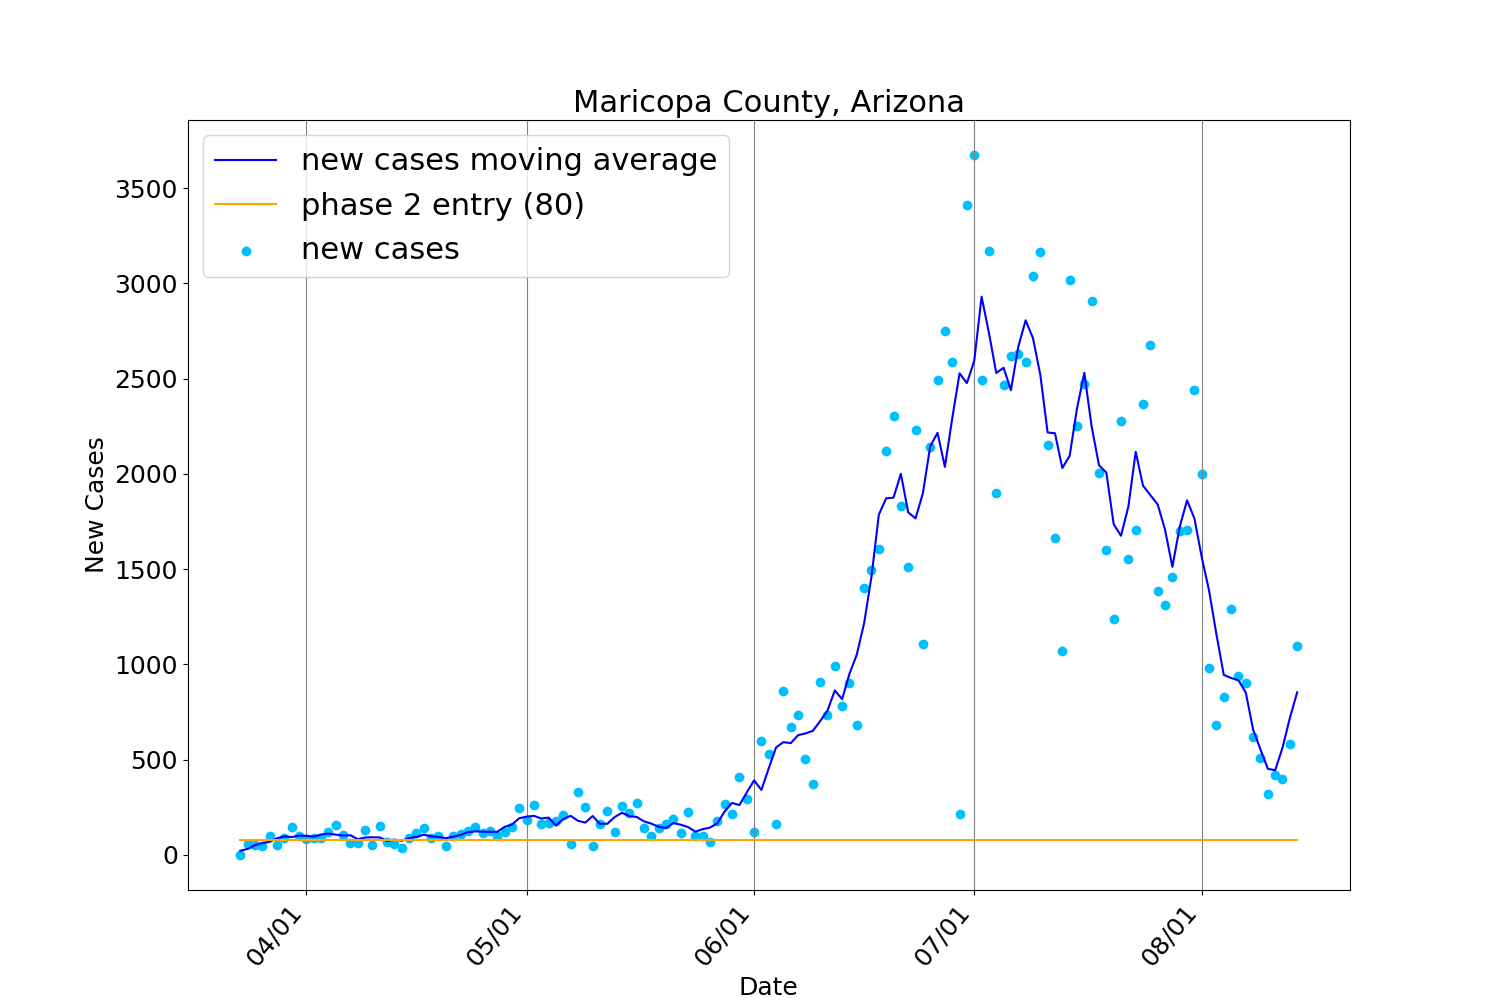 Maricopa County, Arizona
new cases moving average
phase 2 entry (80)
new cases
3500
3000
2500
2000
1500
1000
500
0
New Cases
04/01
05/01
06/01
07/01
08/01
Date